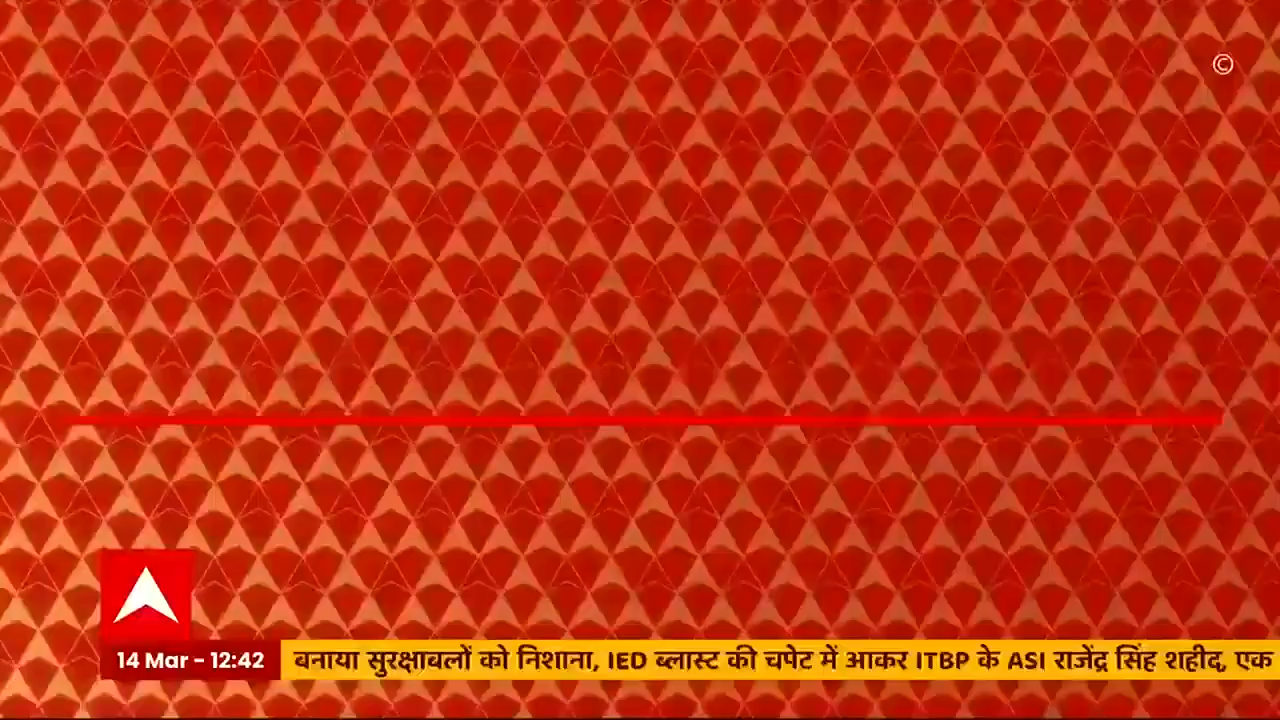 ©
14 Mar - 12:42
बनाया सुरक्षाबलों को निशाना, IED ब्लास्ट की चपेट में आकर ITBP के ASI राजेंद्र सिंह शहीद, एक